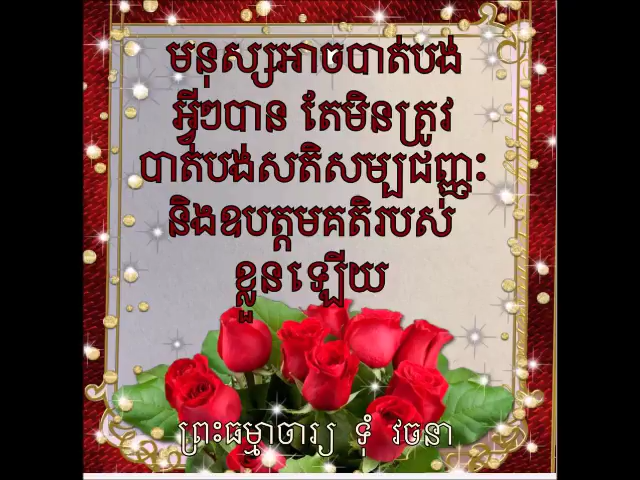 មនុស្សអាចបាត់បង់
អ្វីៗបាន តែមិនត្រូវ
បាត់បង់សតិសម្បជញ្ញៈ
និងឧបត្តមគតិរបស់
ខ្លួនឡើយ
ព្រះធម្មាចារ្យ ទុំ វចនា